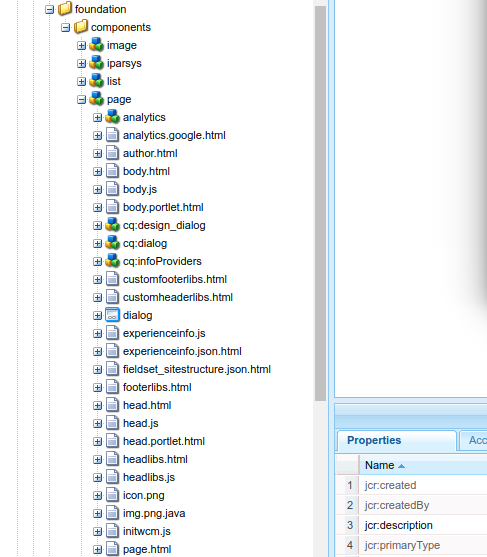 foundation
components
image
iparsys
list
page
analytics
analytics.google.html
author.html
body.html
body.js
body.portlet.html
cq:design_dialog
cq:dialog
cq:infoProviders
customfooterlibs.html
customheaderlibs.html
dialog
experienceinfo.js
experienceinfo.json.html
fieldset_sitestructure.json.html
footerlibs.html
head.html
head.js
head.portlet.html
headlibs.html
headlibs.js
icon.png
img.png.java
initwcm.js
page.html
Properties Acc
Name
1 jcr:created
2 jcr:createdBy
3 jcr:description
4 jcr:primaryType